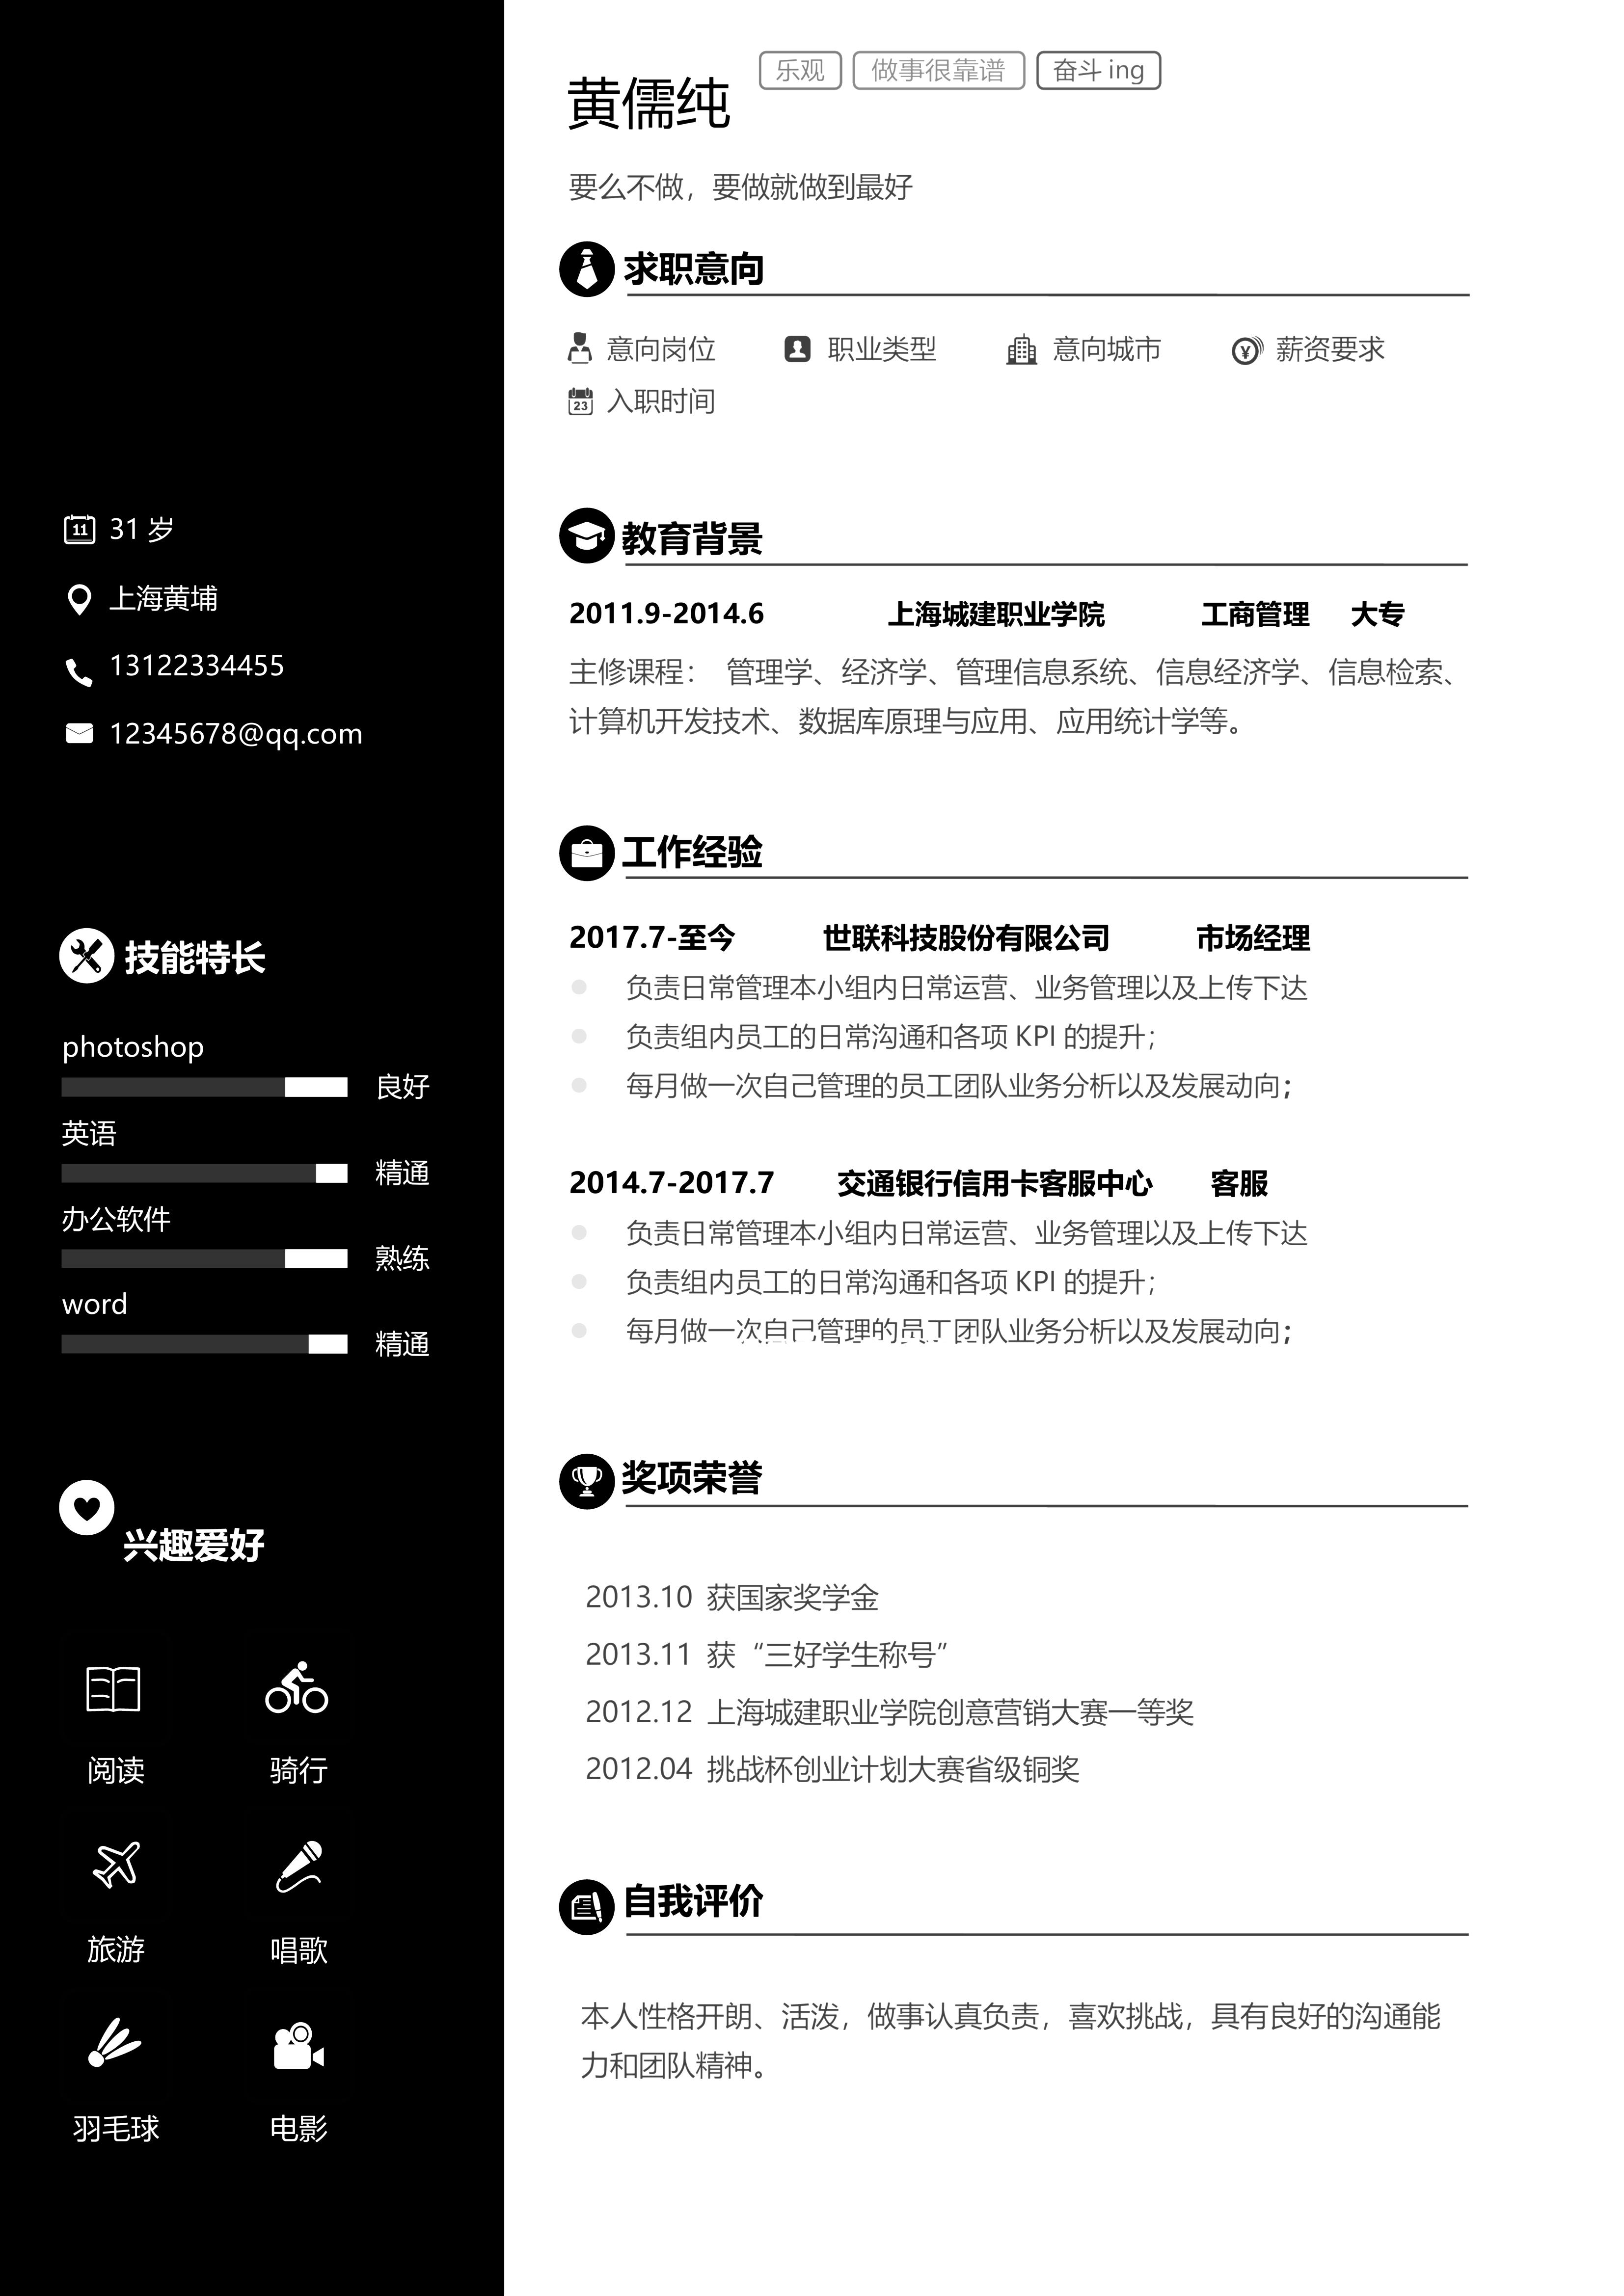 11 31 岁
上海黄埔
13122334455
12345678@qq.com
技能特长
photoshop
良好
英语
精通
办公软件
熟练
word
精通
兴趣爱好
阅读 骑行
旅游 唱歌
羽毛球 电影
黄儒纯 乐观 做事很靠谱 奋斗 ing
要么不做，要做就做到最好
求职意向
意向岗位 职业类型 意向城市 ¥ 薪资要求
23 入职时间
教育背景
2011.9-2014.6 上海城建职业学院 工商管理 大专
主修课程： 管理学、经济学、管理信息系统、信息经济学、信息检索、
计算机开发技术、数据库原理与应用、应用统计学等。
工作经验
2017.7-至今 世联科技股份有限公司 市场经理
负责日常管理本小组内日常运营、业务管理以及上传下达
负责组内员工的日常沟通和各项 KPI 的提升；
每月做一次自己管理的员工团队业务分析以及发展动向；
2014.7-2017.7 交通银行信用卡客服中心 客服
负责日常管理本小组内日常运营、业务管理以及上传下达
负责组内员工的日常沟通和各项 KPI 的提升；
每月做一次自己管理的员工团队业务分析以及发展动向；
奖项荣誉
2013.10 获国家奖学金
2013.11 获“三好学生称号”
2012.12 上海城建职业学院创意营销大赛一等奖
2012.04 挑战杯创业计划大赛省级铜奖
自我评价
本人性格开朗、活泼，做事认真负责，喜欢挑战，具有良好的沟通能
力和团队精神。